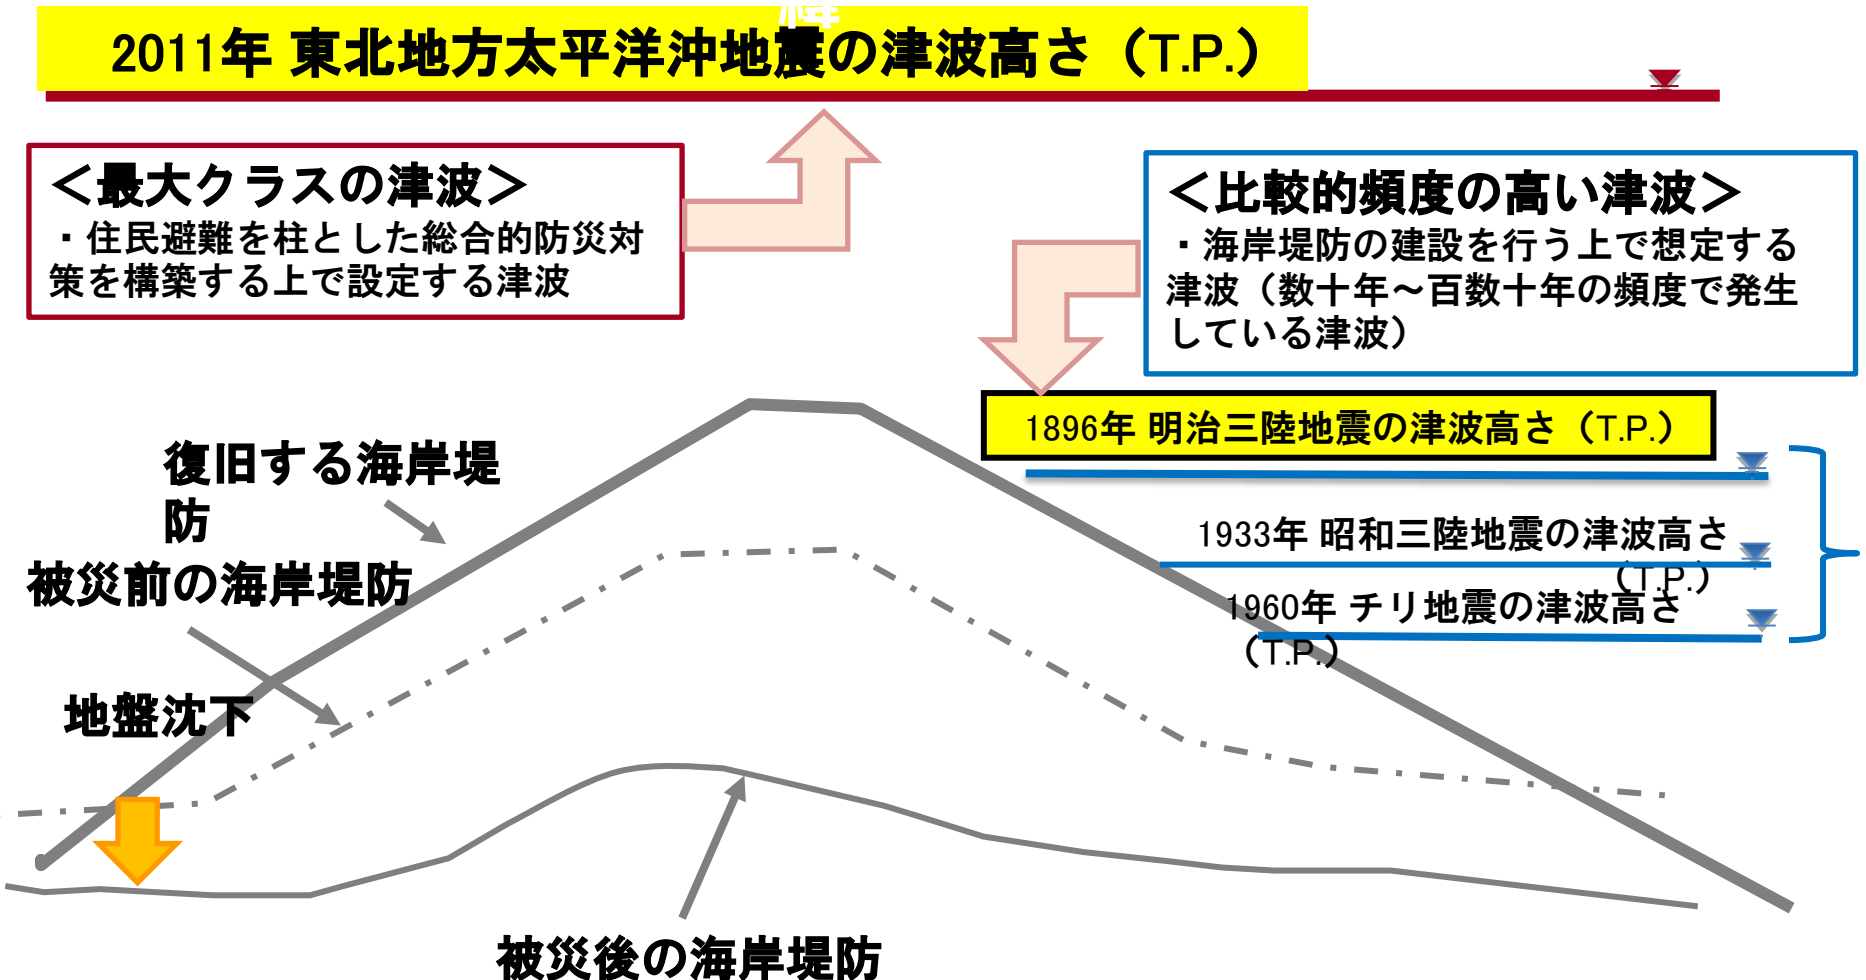 2011年 東北地方太平洋沖地震の津波高さ（T.P.）
＜最大クラスの津波＞
・住民避難を柱とした総合的防災対
策を構築する上で設定する津波
＜比較的頻度の高い津波＞
・海岸堤防の建設を行う上で想定する
津波（数十年～百数十年の頻度で発生
している津波）
1896年 明治三陸地震の津波高さ（T.P.）
復旧する海岸堤
防
1933年 昭和三陸地震の津波高さ
（T.P.）
被災前の海岸堤防
1960年 チリ地震の津波高さ
（T.P.）
地盤沈下
被災後の海岸堤防